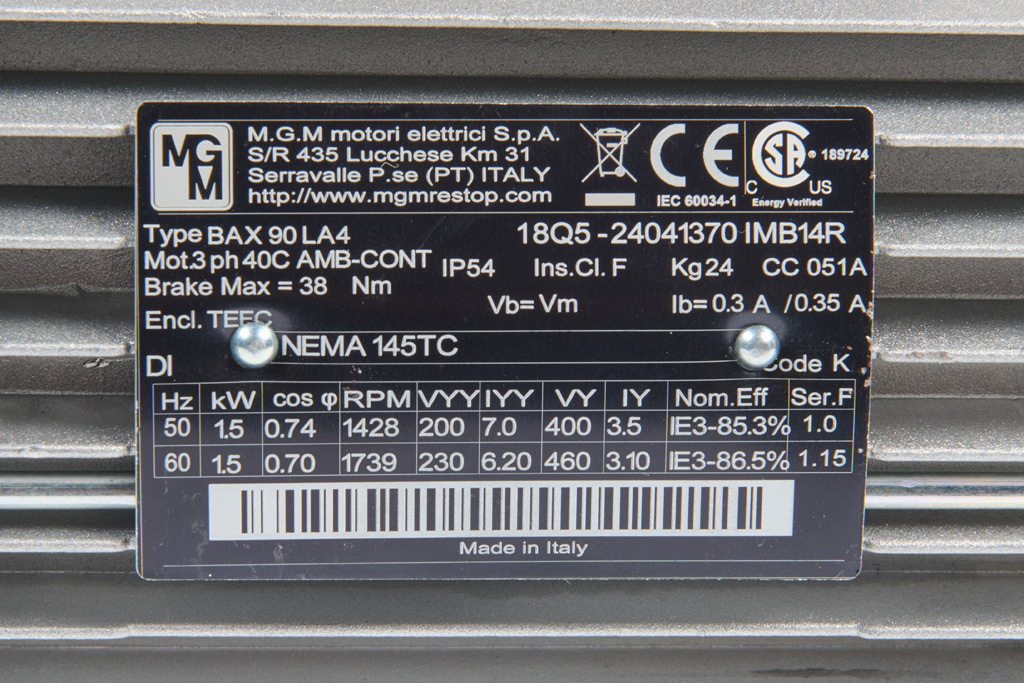 MGM
M.G.M motori elettrici S.p.A.
S/R 435 Lucchese Km 31
Serravalle P.se (PT) ITALY
http://www.mgmrestop.com
CE
IEC 60034-1
CSA ® 189724
C US
Energy Verified
Type BAX 90 LA4 18Q5 - 24041370 IMB14R
Mot.3 ph 40C AMB-CONT IP54 Ins.Cl. F Kg 24 CC 051A
Brake Max = 38 Nm Vb= Vm Ib= 0.3 A / 0.35 A
Encl. TEFC
NEMA 145TC
DI Code K
Hz kW cos φ RPM VYY IYY VY IY Nom.Eff Ser.F
50 1.5 0.74 1428 200 7.0 400 3.5 IE3-85.3% 1.0
60 1.5 0.70 1739 230 6.20 460 3.10 IE3-86.5% 1.15
Made in Italy